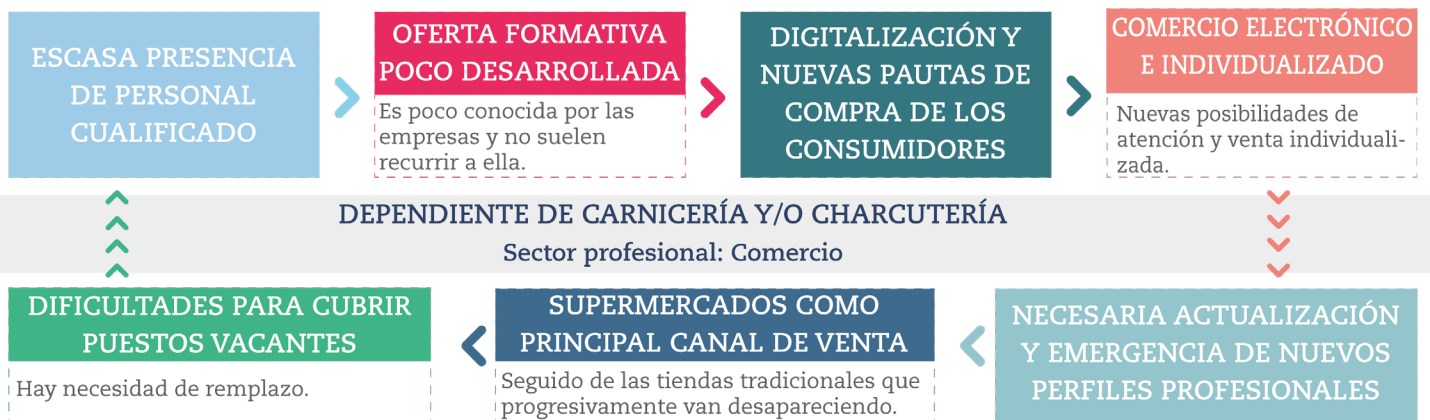 ESCASA PRESENCIA
DE PERSONAL
CUALIFICADO
OFERTA FORMATIVA
POCO DESARROLLADA
Es poco conocida por las
empresas y no suelen
recurrir a ella.
DIGITALIZACIÓN Y
NUEVAS PAUTAS DE
COMPRA DE LOS
CONSUMIDORES
COMERCIO ELECTRÓNICO
E INDIVIDUALIZADO
Nuevas posibilidades de
atención y venta individuali-
zada.
DEPENDIENTE DE CARNICERÍA Y/O CHARCUTERÍA
Sector profesional: Comercio
NECESARIA ACTUALIZACIÓN
Y EMERGENCIA DE NUEVOS
PERFILES PROFESIONALES
SUPERMERCADOS COMO
PRINCIPAL CANAL DE VENTA
Seguido de las tiendas tradicionales que
progresivamente van desapareciendo.
DIFICULTADES PARA CUBRIR
PUESTOS VACANTES
Hay necesidad de remplazo.